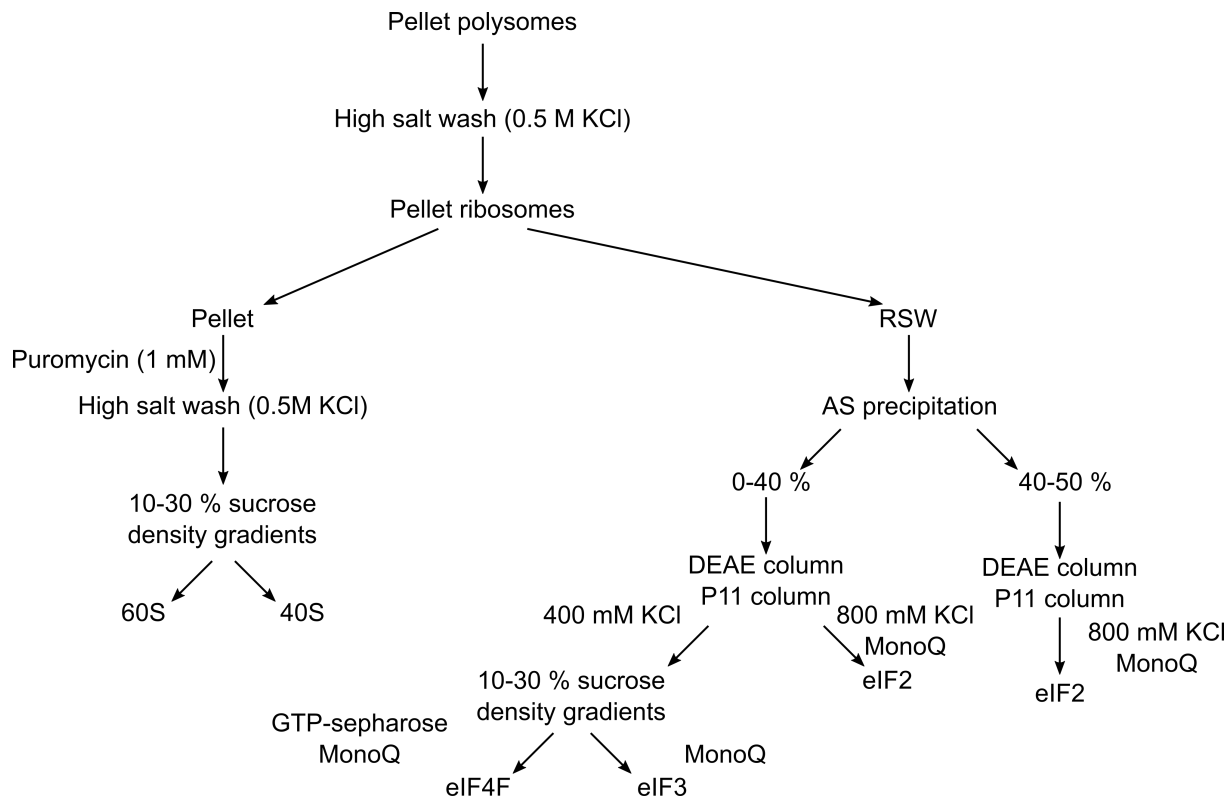 Pellet polysomes
High salt wash (0.5 M KCl)
Pellet ribosomes
Pellet
RSW
Puromycin (1 mM)
High salt wash (0.5M KCl)
AS precipitation
10-30 % sucrose
density gradients
0-40 %
40-50 %
60S
40S
DEAE column
P11 column
DEAE column
P11 column
400 mM KCl
800 mM KCl
MonoQ
800 mM KCl
MonoQ
10-30 % sucrose
density gradients
eIF2
eIF2
GTP-sepharose
MonoQ
MonoQ
eIF4F
eIF3